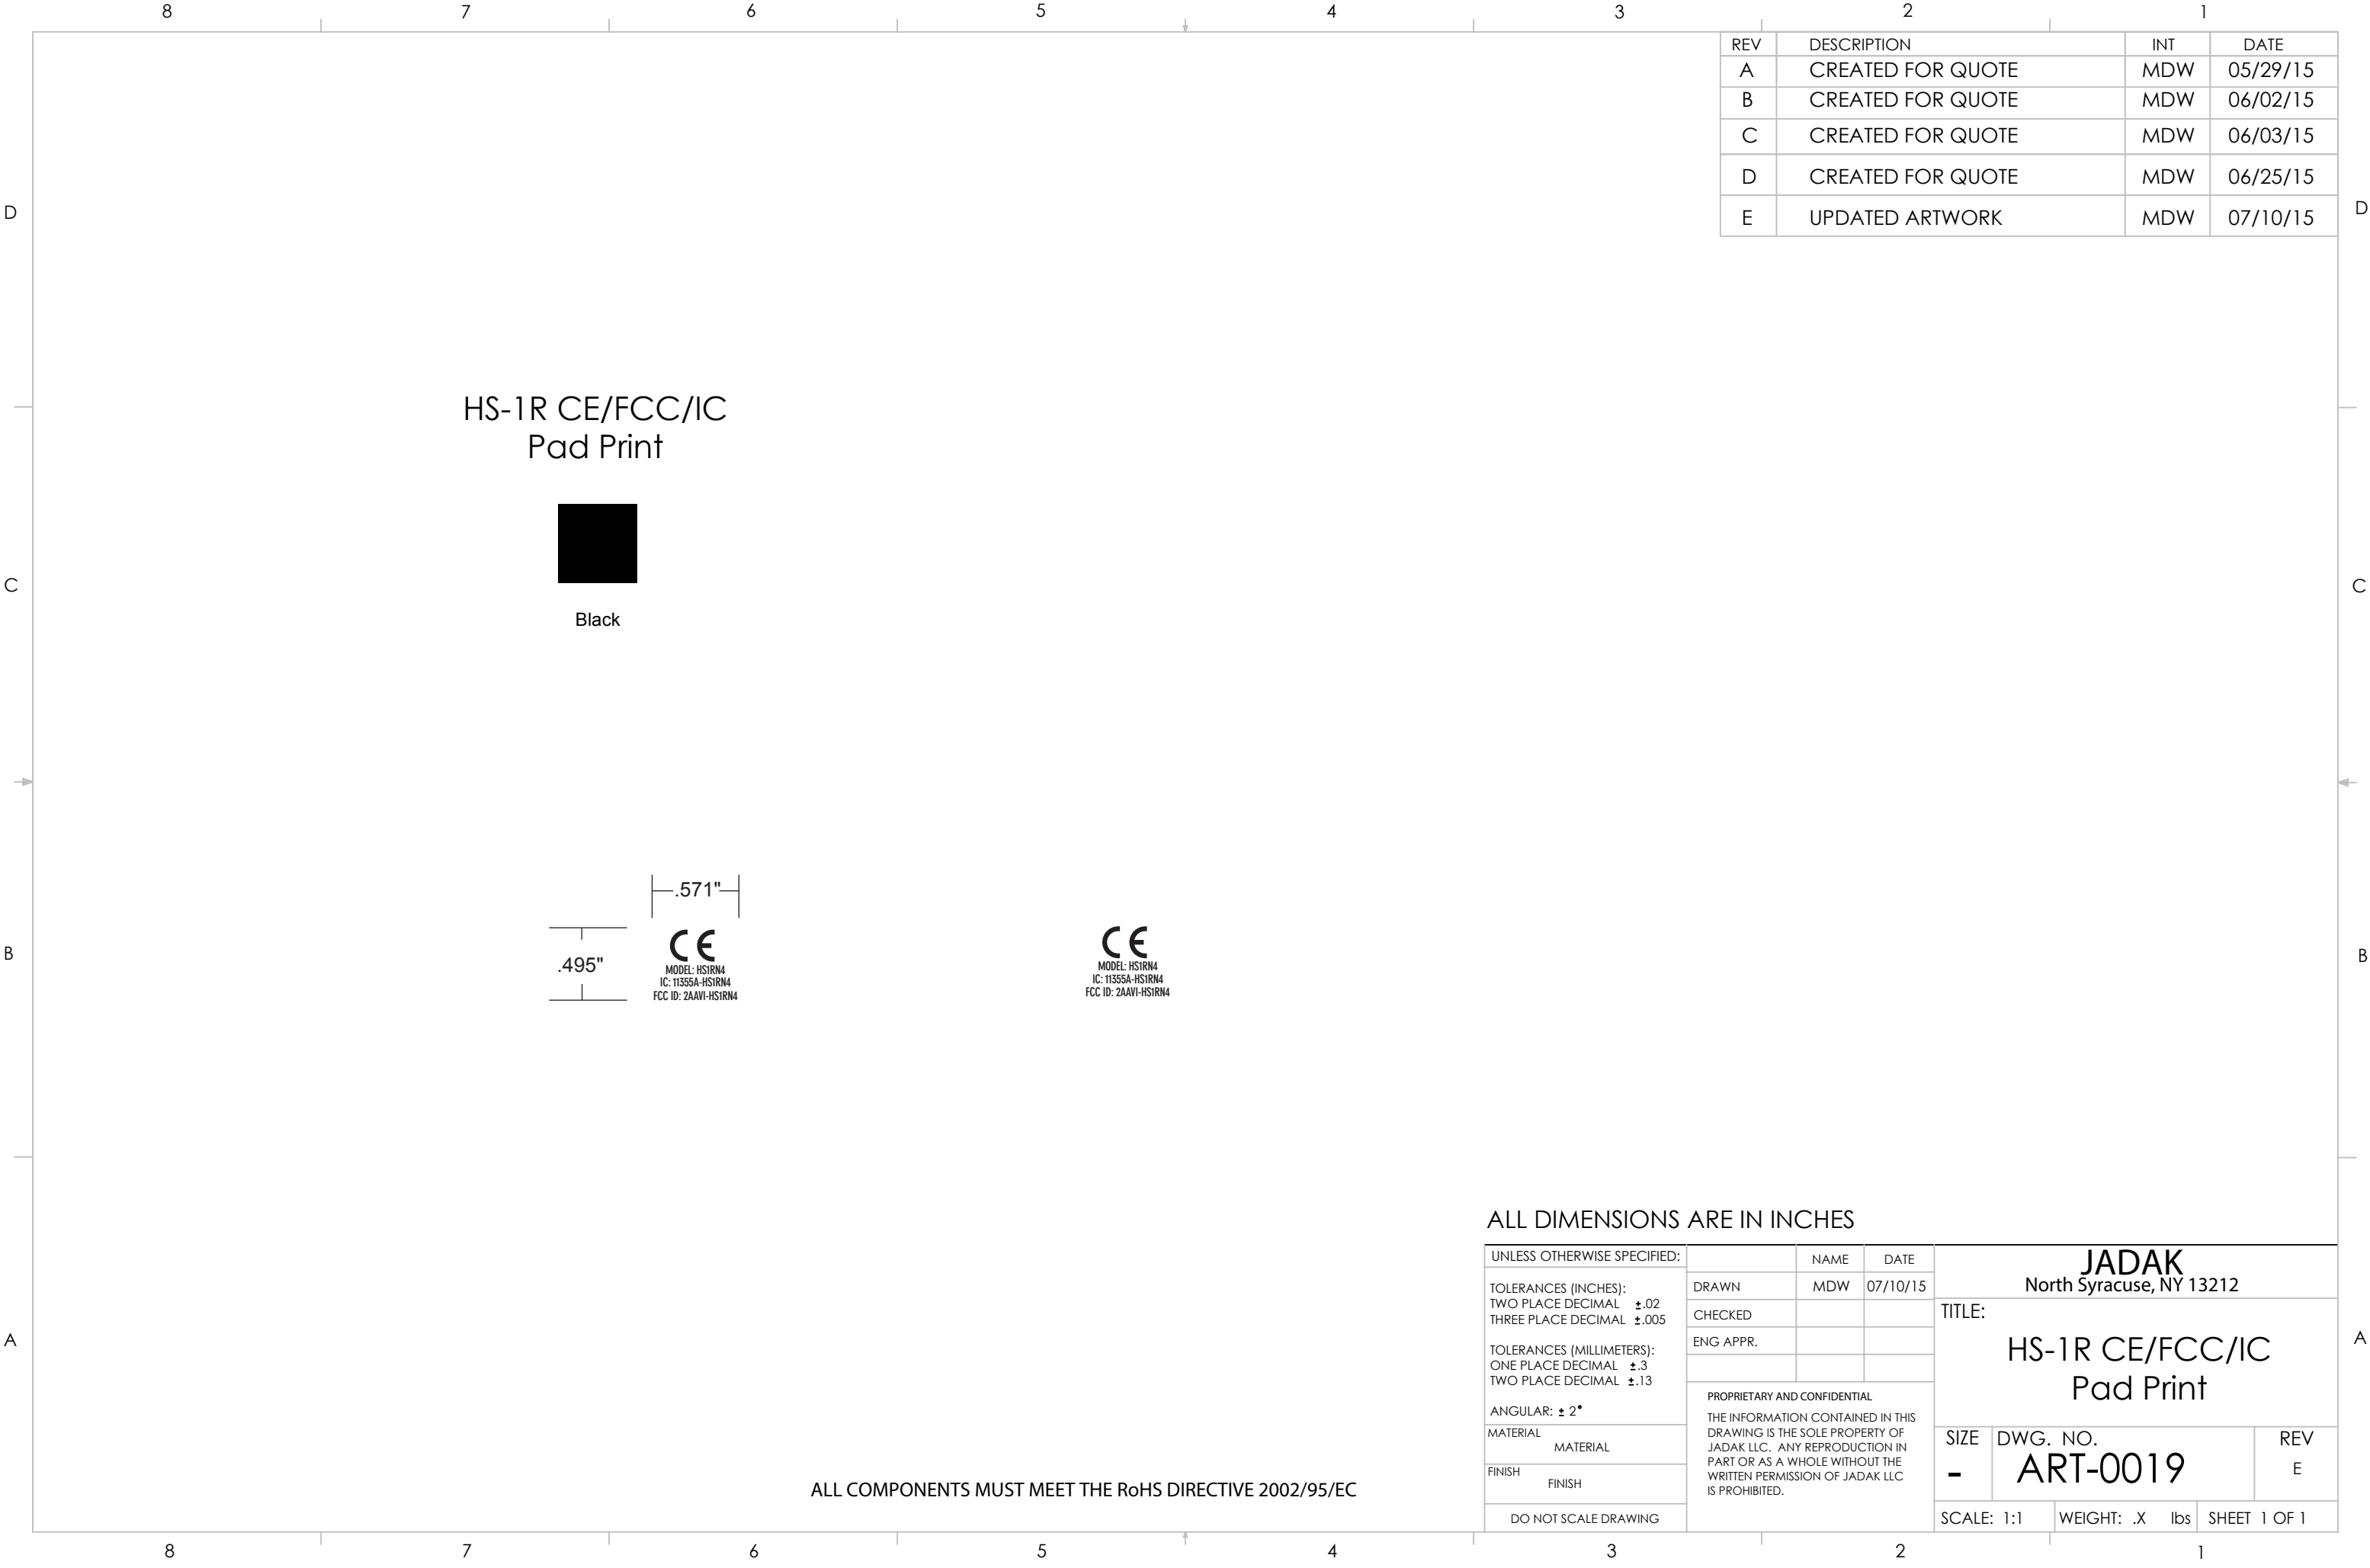 8 7 6 5 4 3 2 1
REV DESCRIPTION INT DATE
A CREATED FOR QUOTE MDW 05/29/15
B CREATED FOR QUOTE MDW 06/02/15
C CREATED FOR QUOTE MDW 06/03/15
D CREATED FOR QUOTE MDW 06/25/15
E UPDATED ARTWORK MDW 07/10/15
D D
HS-1R CE/FCC/IC
Pad Print
C C
Black
.571"
.495"
B B
CE
MODEL: HS1RN4
IC: 11355A-HS1RN4
FCC ID: 2AAVI-HS1RN4
CE
MODEL: HS1RN4
IC: 11355A-HS1RN4
FCC ID: 2AAVI-HS1RN4
ALL DIMENSIONS ARE IN INCHES
UNLESS OTHERWISE SPECIFIED:
TOLERANCES (INCHES):
TWO PLACE DECIMAL ±.02
THREE PLACE DECIMAL ±.005
TOLERANCES (MILLIMETERS):
ONE PLACE DECIMAL ±.3
TWO PLACE DECIMAL ±.13
ANGULAR: ± 2°
MATERIAL
MATERIAL
FINISH
FINISH
DO NOT SCALE DRAWING
NAME DATE
DRAWN MDW 07/10/15
CHECKED
ENG APPR.
PROPRIETARY AND CONFIDENTIAL
THE INFORMATION CONTAINED IN THIS
DRAWING IS THE SOLE PROPERTY OF
JADAK LLC. ANY REPRODUCTION IN
PART OR AS A WHOLE WITHOUT THE
WRITTEN PERMISSION OF JADAK LLC
IS PROHIBITED.
JADAK
North Syracuse, NY 13212
TITLE:
HS-1R CE/FCC/IC
Pad Print
SIZE DWG. NO. REV
- ART-0019 E
SCALE: 1:1 WEIGHT: .X lbs SHEET 1 OF 1
A A
ALL COMPONENTS MUST MEET THE RoHS DIRECTIVE 2002/95/EC
8 7 6 5 4 3 2 1